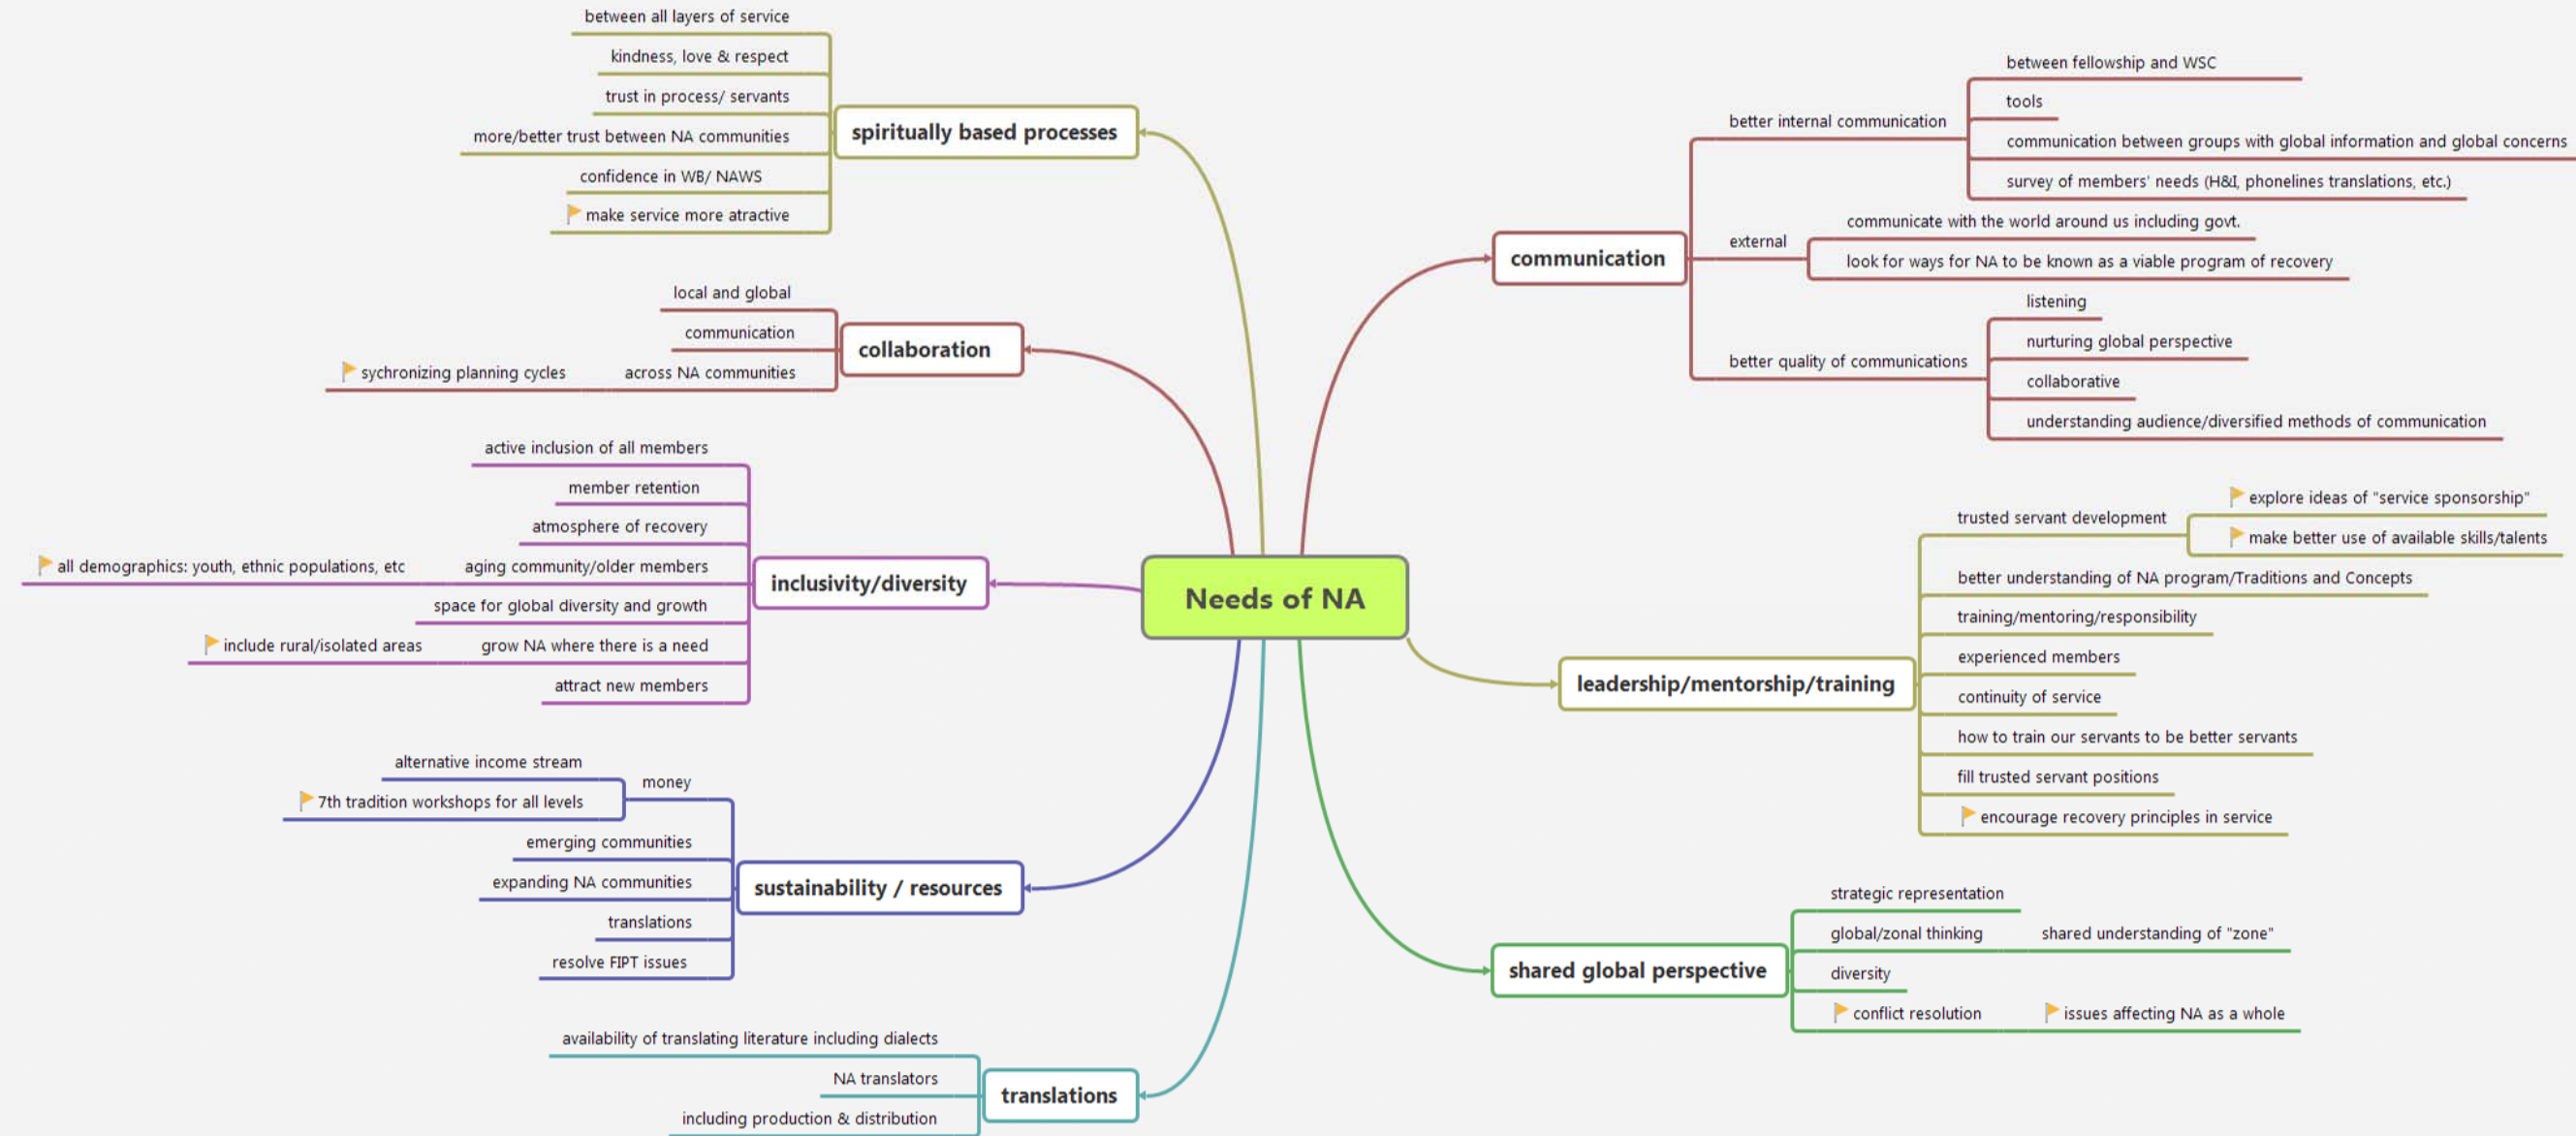 Needs of NA
communication
better internal communication
between fellowship and WSC
tools
communication between groups with global information and global concerns
survey of members' needs (H&I, phonelines translations, etc.)
external
communicate with the world around us including govt.
look for ways for NA to be known as a viable program of recovery
better quality of communications
listening
nurturing global perspective
collaborative
understanding audience/diversified methods of communication
leadership/mentorship/training
trusted servant development
explore ideas of "service sponsorship"
make better use of available skills/talents
better understanding of NA program/Traditions and Concepts
training/mentoring/responsibility
experienced members
continuity of service
how to train our servants to be better servants
fill trusted servant positions
encourage recovery principles in service
shared global perspective
strategic representation
global/zonal thinking
shared understanding of "zone"
diversity
conflict resolution
issues affecting NA as a whole
spiritually based processes
between all layers of service
kindness, love & respect
trust in process/ servants
more/better trust between NA communities
confidence in WB/ NAWS
make service more atractive
collaboration
local and global
communication
across NA communities
sychronizing planning cycles
inclusivity/diversity
active inclusion of all members
member retention
atmosphere of recovery
aging community/older members
all demographics: youth, ethnic populations, etc
space for global diversity and growth
grow NA where there is a need
include rural/isolated areas
attract new members
sustainability / resources
money
alternative income stream
7th tradition workshops for all levels
emerging communities
expanding NA communities
translations
resolve FIPT issues
translations
availability of translating literature including dialects
NA translators
including production & distribution